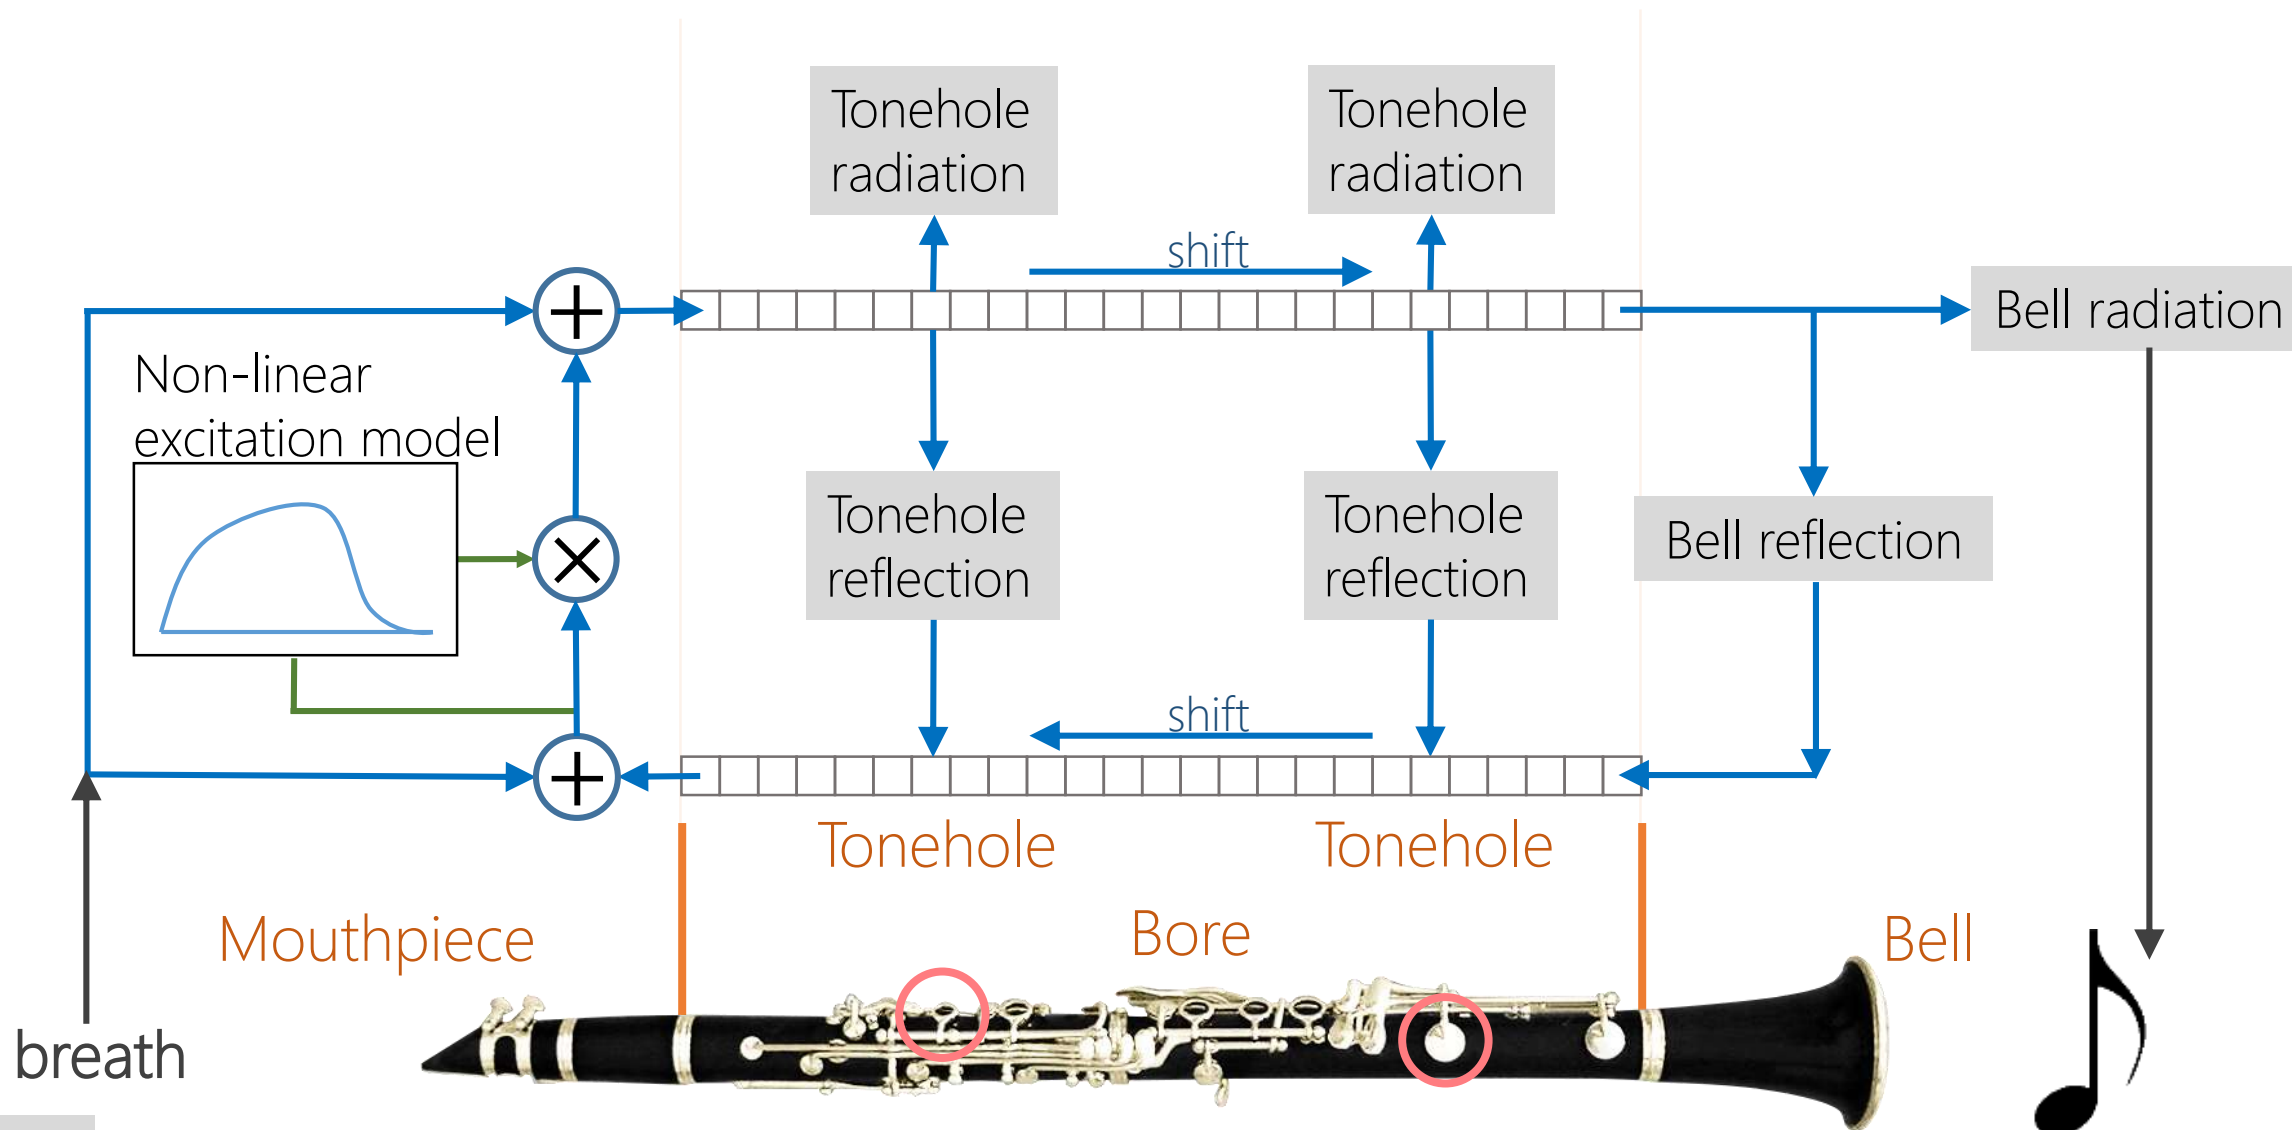 Tonehole
radiation
Tonehole
radiation
shift
Bell radiation
Non-linear
excitation model
Tonehole
reflection
Tonehole
reflection
Bell reflection
shift
Tonehole
Tonehole
Mouthpiece
Bore
Bell
breath